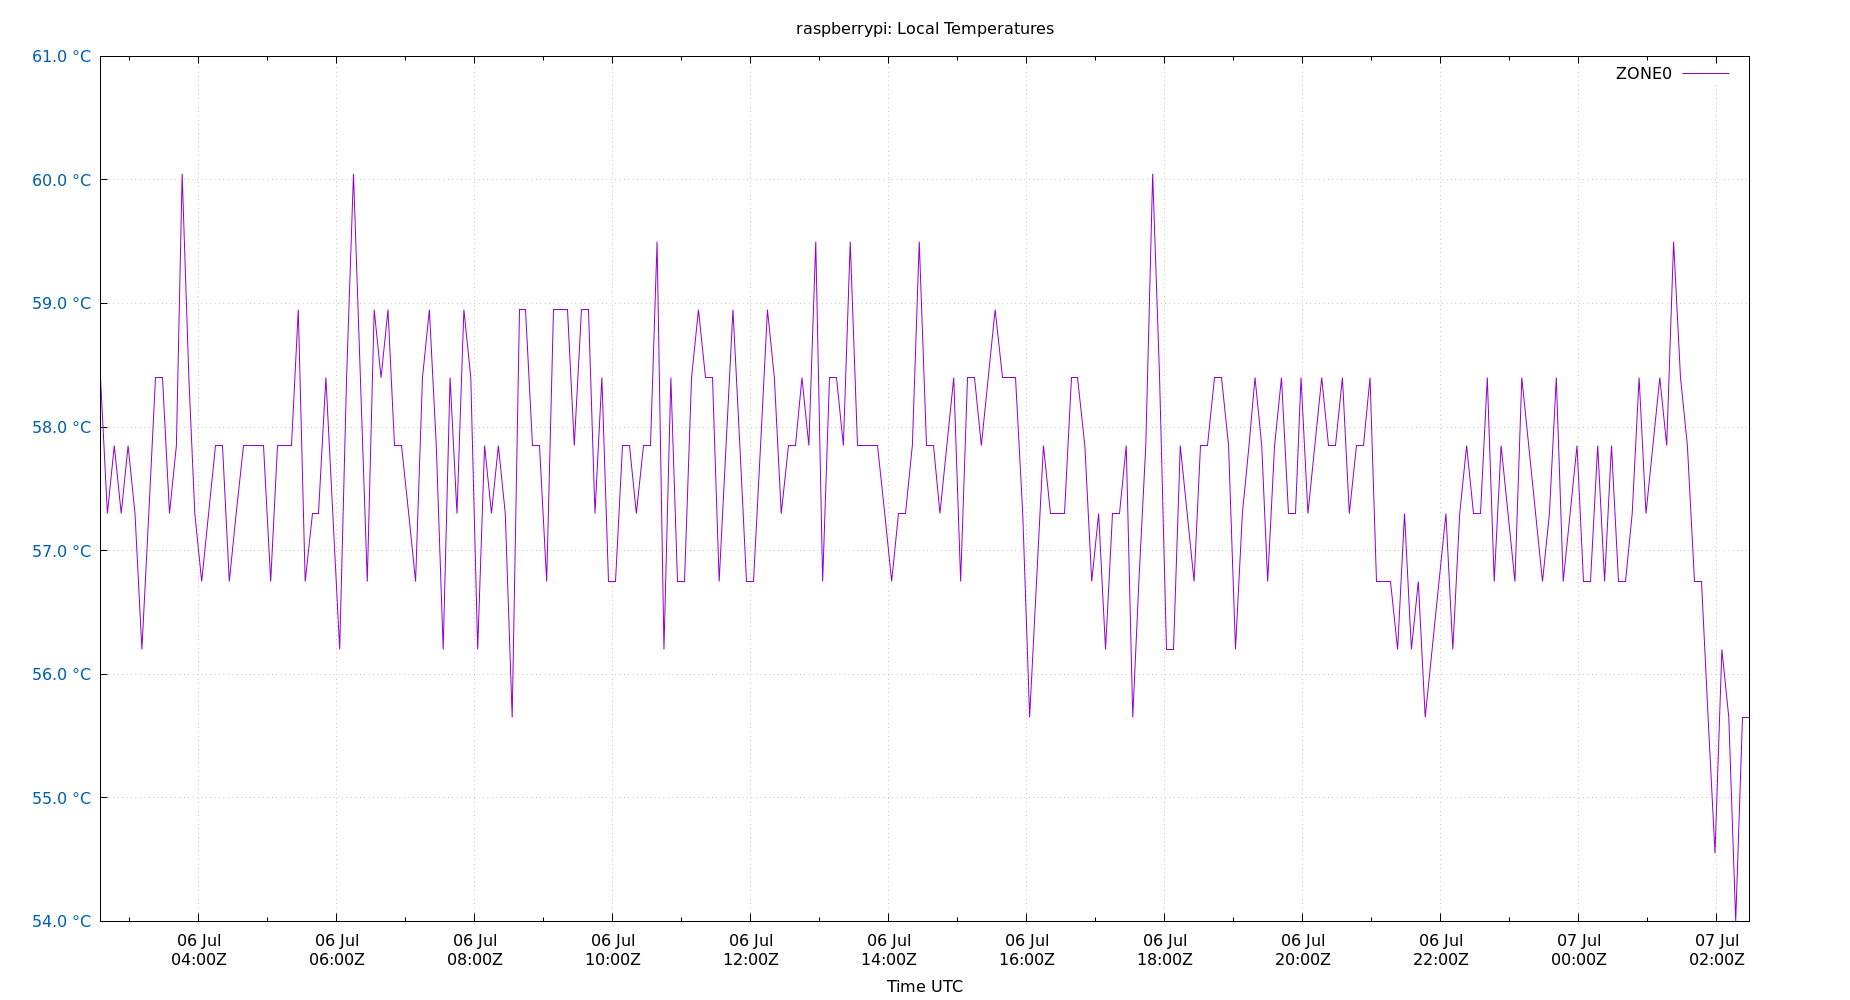 raspberrypi: Local Temperatures
61.0 °C
ZONE0
60.0 °C
59.0 °C
58.0 °C
57.0 °C
56.0 °C
55.0 °C
54.0 °C
06 Jul 06 Jul 06 Jul 06 Jul 06 Jul 06 Jul 06 Jul 06 Jul 06 Jul 06 Jul 07 Jul 07 Jul
04:00Z 06:00Z 08:00Z 10:00Z 12:00Z 14:00Z 16:00Z 18:00Z 20:00Z 22:00Z 00:00Z 02:00Z
Time UTC